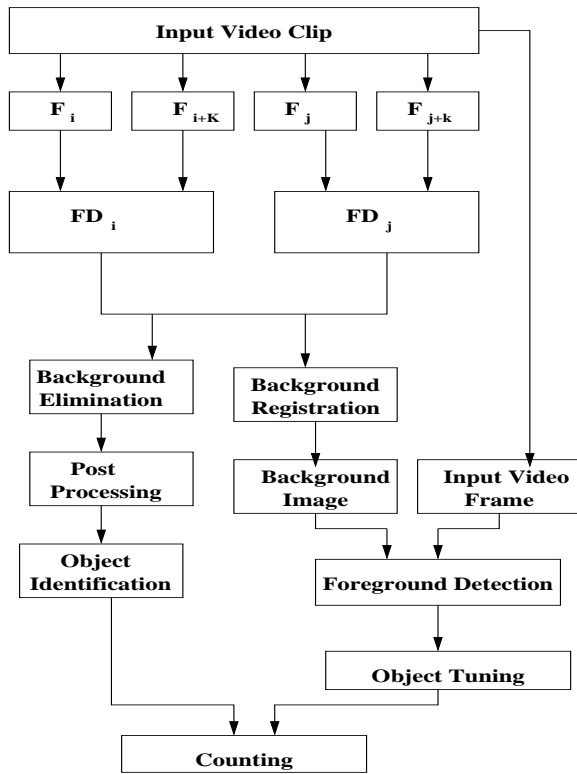 Input Video Clip
F i
F i+K
F j
F j+k
FD i
FD j
Background
Elimination
Background
Registration
Post
Processing
Background
Image
Input Video
Frame
Object
Identification
Foreground Detection
Object Tuning
Counting